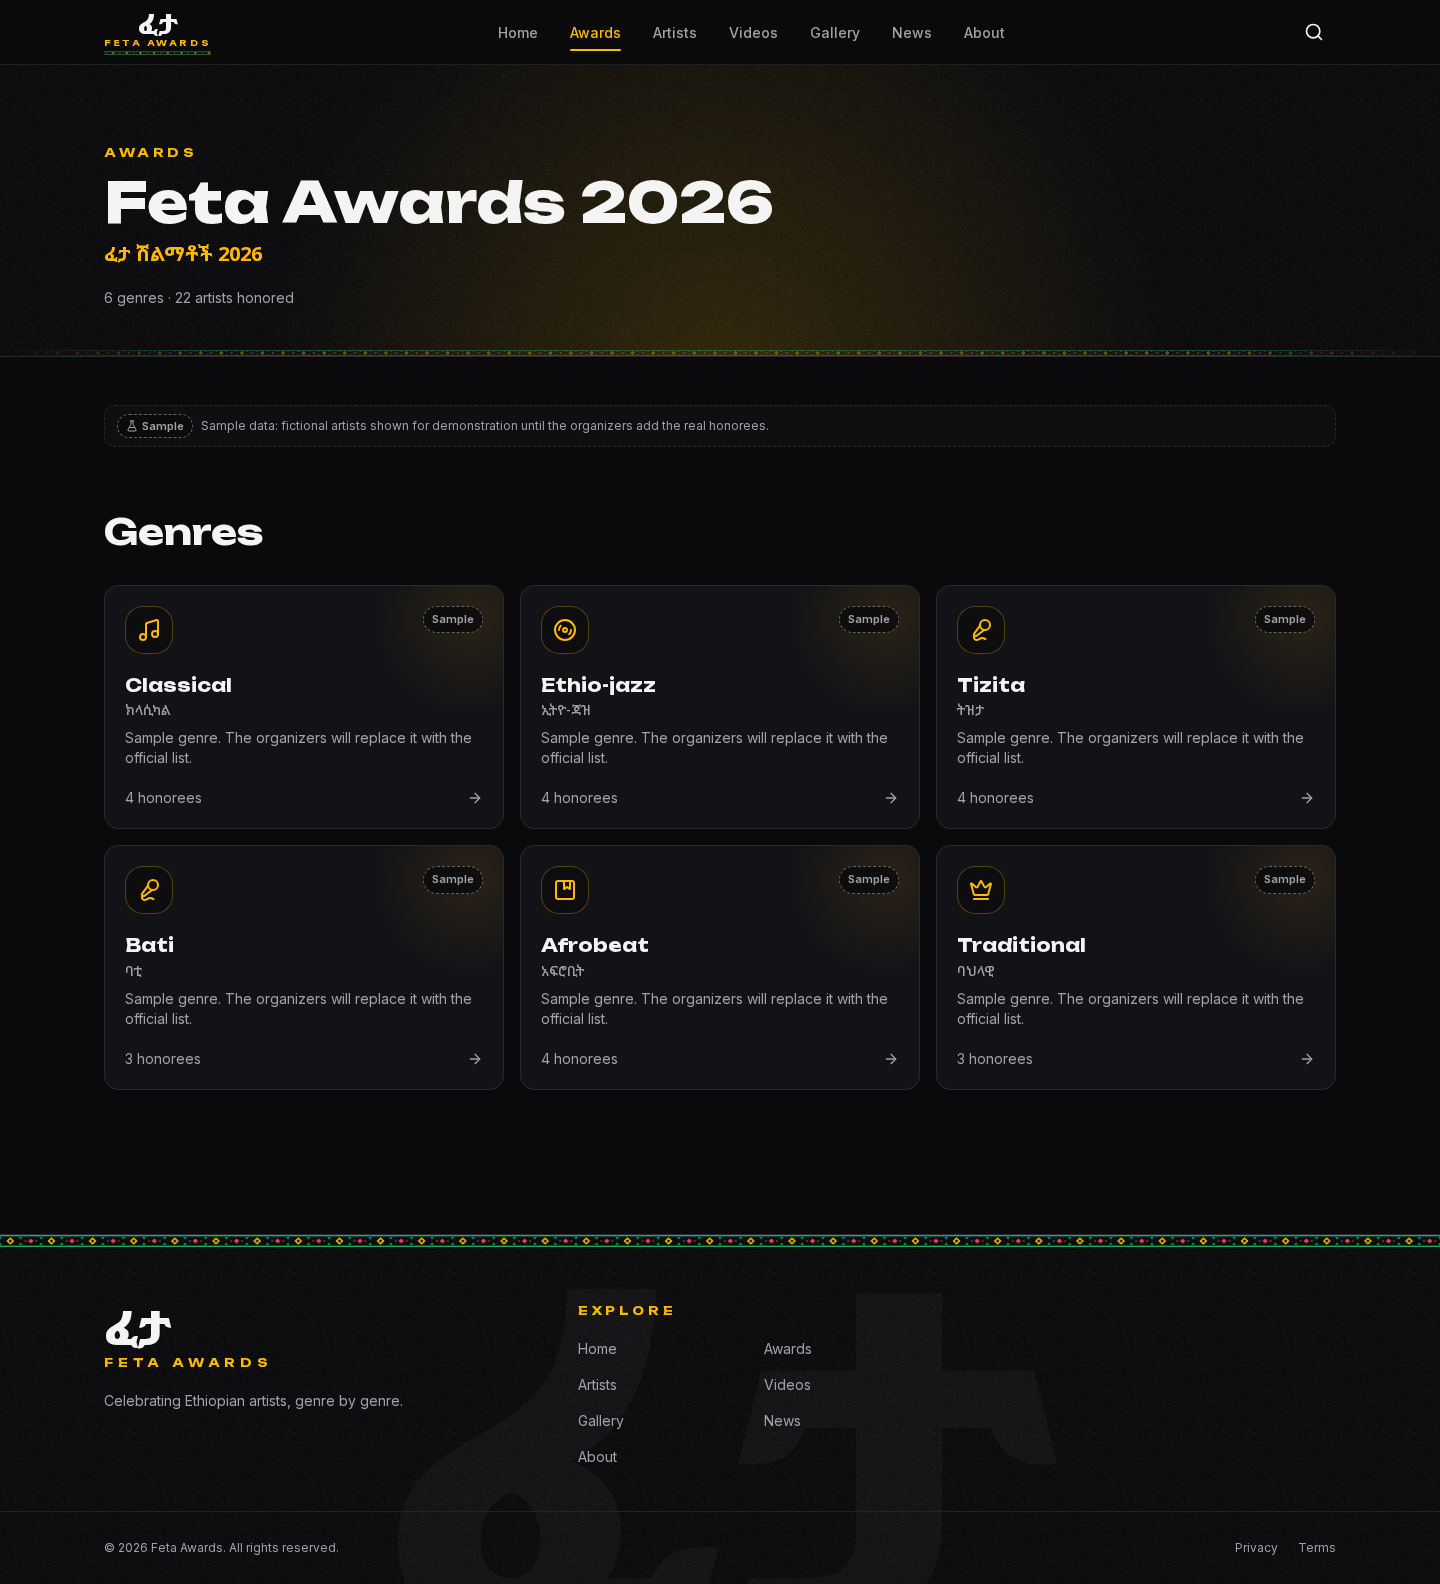 ፈታ
FETA AWARDS
Home Awards Artists Videos Gallery News About
AWARDS
Feta Awards 2026
ፈታ ሽልማቶች 2026
6 genres · 22 artists honored
Sample Sample data: fictional artists shown for demonstration until the organizers add the real honorees.
Genres
Sample
Classical
ክላሲካል
Sample genre. The organizers will replace it with the
official list.
4 honorees
Sample
Ethio-jazz
ኢትዮ-ጃዝ
Sample genre. The organizers will replace it with the
official list.
4 honorees
Sample
Tizita
ትዝታ
Sample genre. The organizers will replace it with the
official list.
4 honorees
Sample
Bati
ባቲ
Sample genre. The organizers will replace it with the
official list.
3 honorees
Sample
Afrobeat
አፍሮቢት
Sample genre. The organizers will replace it with the
official list.
4 honorees
Sample
Traditional
ባህላዊ
Sample genre. The organizers will replace it with the
official list.
3 honorees
ፈታ
FETA AWARDS
Celebrating Ethiopian artists, genre by genre.
EXPLORE
Home Awards
Artists Videos
Gallery News
About
ፈታ
© 2026 Feta Awards. All rights reserved.
Privacy Terms